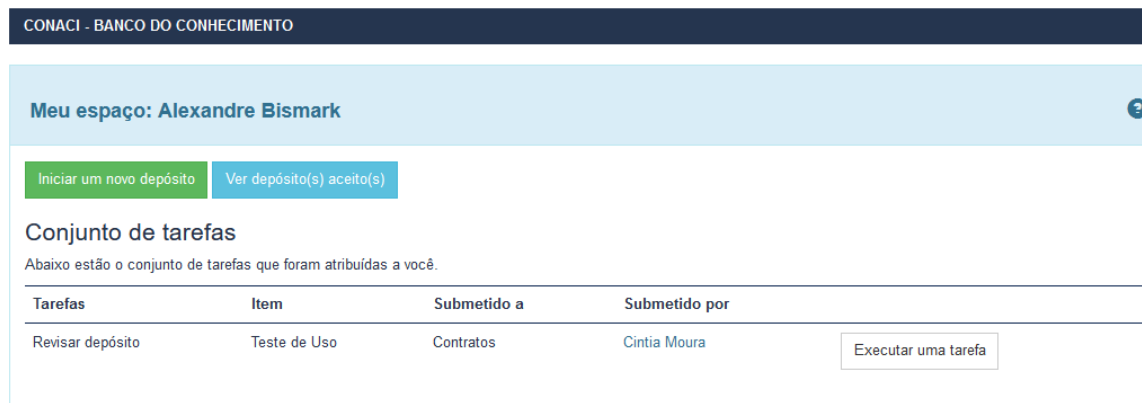 CONACI - BANCO DO CONHECIMENTO
Meu espaço: Alexandre Bismark
?
Iniciar um novo depósito Ver depósito(s) aceito(s)
Conjunto de tarefas
Abaixo estão o conjunto de tarefas que foram atribuídas a você.
Tarefas Item Submetido a Submetido por
Revisar depósito Teste de Uso Contratos Cintia Moura Executar uma tarefa